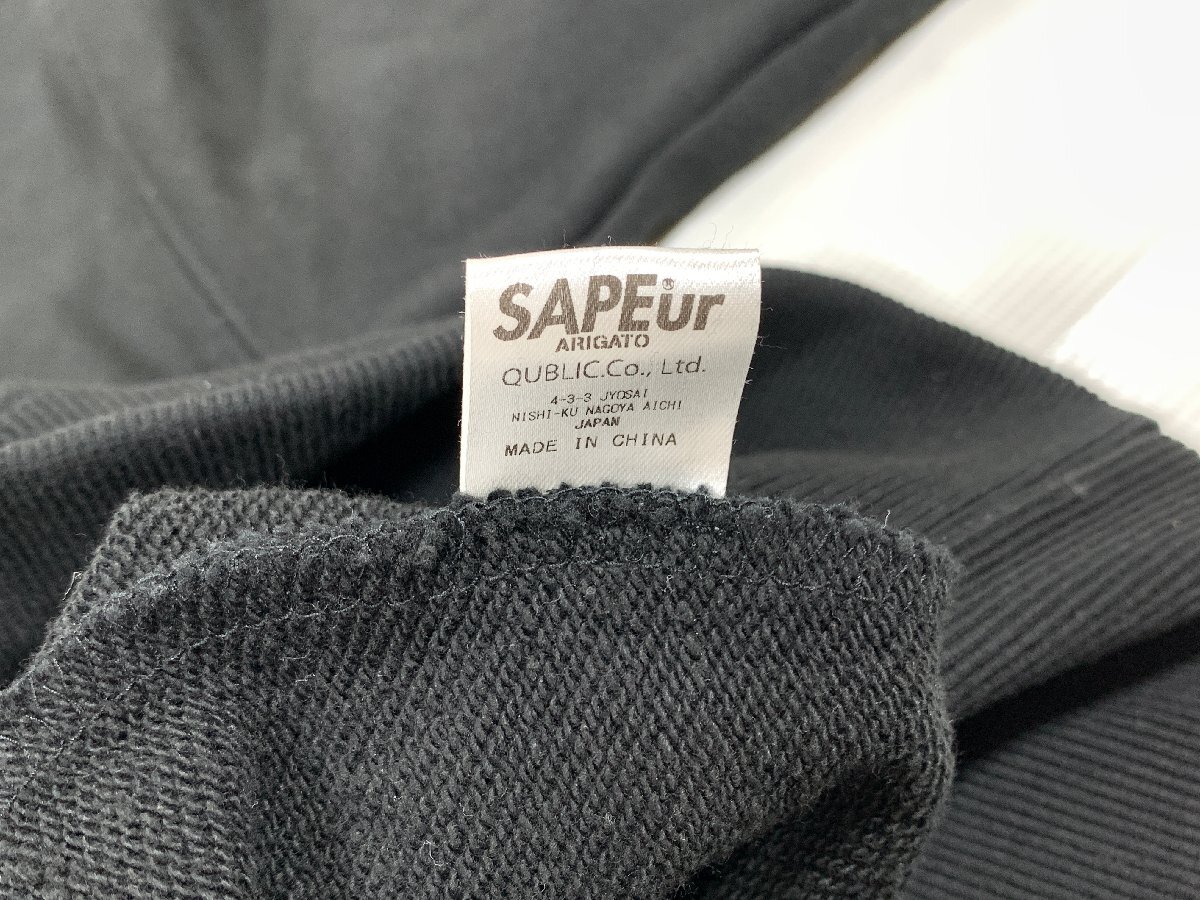 SAPEur®
ARIGATO
QUBLIC.Co., Ltd.
4-3-3 JYOSAI
NISHI-KU NAGOYA AICHI
JAPAN
MADE IN CHINA